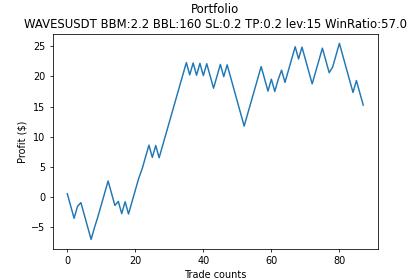 Portfolio
WAVESUSDT BBM:2.2 BBL:160 SL:0.2 TP:0.2 lev:15 WinRatio:57.0
25
20
15
10
5
0
−5
Profit ($)
0 20 40 60 80
Trade counts